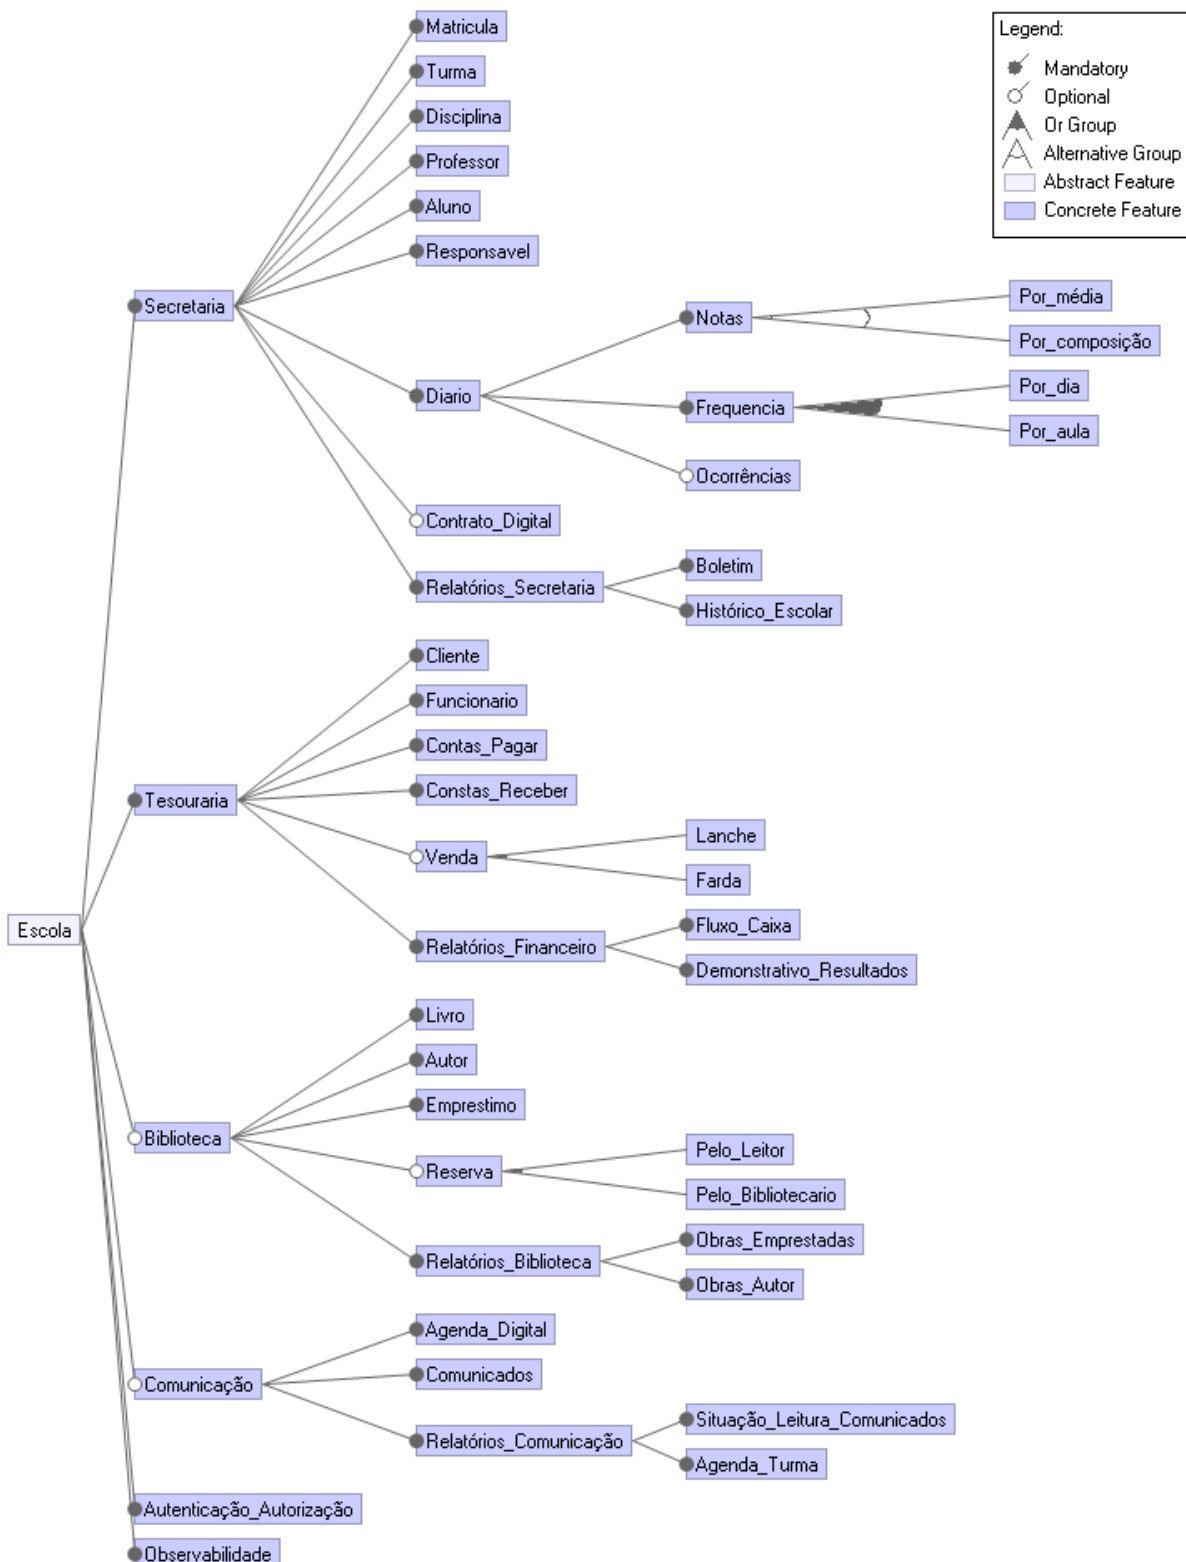 Matricula
Turma
Disciplina
Professor
Aluno
Responsavel
Secretaria
Diario
Notas
Por_média
Por_composição
Frequencia
Por_dia
Por_aula
Ocorrências
Contrato_Digital
Relatórios_Secretaria
Boletim
Histórico_Escolar
Cliente
Funcionario
Contas_Pagar
Constas_Receber
Tesouraria
Venda
Lanche
Farda
Relatórios_Financeiro
Fluxo_Caixa
Demonstrativo_Resultados
Escola
Livro
Autor
Emprestimo
Biblioteca
Reserva
Pelo_Leitor
Pelo_Bibliotecario
Relatórios_Biblioteca
Obras_Emprestadas
Obras_Autor
Agenda_Digital
Comunicação
Comunicados
Relatórios_Comunicação
Situação_Leitura_Comunicados
Agenda_Turma
Autenticação_Autorização
Observabilidade
Legend:
Mandatory
Optional
Or Group
Alternative Group
Abstract Feature
Concrete Feature